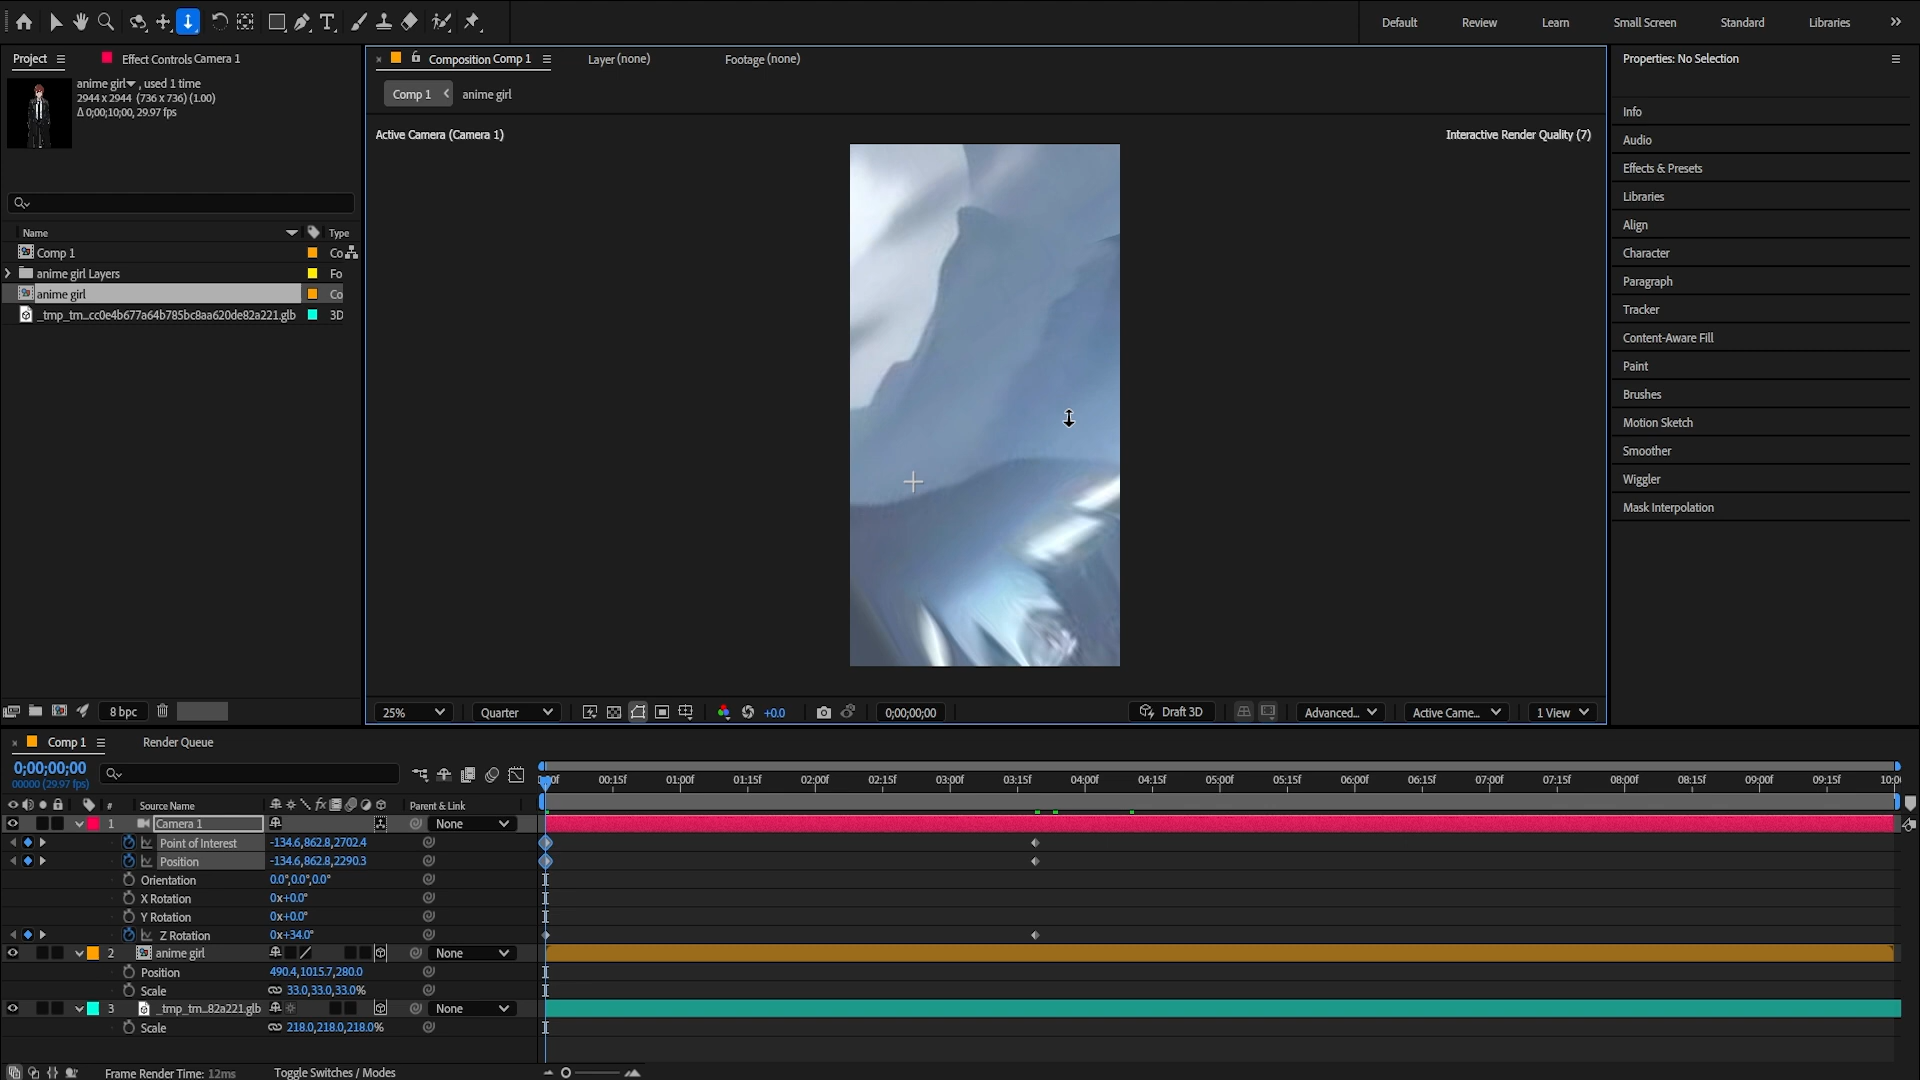 Default
Review
Learn
Small Screen
Standard
Libraries
Project
Effect Controls Camera 1
anime girl , used 1 time
2944 x 2944 (736 x 736) (1.00)
Δ 0;00;10;00, 29.97 fps
Name
Type
Comp 1
Co
anime girl Layers
Fo
anime girl
Co
_tmp_tm...cc0e4b677a64b785bc8aa620de82a221.glb
3D
8 bpc
Composition Comp 1
Layer (none)
Footage (none)
Comp 1
anime girl
Active Camera (Camera 1)
Interactive Render Quality (7)
25%
Quarter
+0.0
0;00;00;00
Draft 3D
Advanced...
Active Came...
1 View
Properties: No Selection
Info
Audio
Effects & Presets
Libraries
Align
Character
Paragraph
Tracker
Content-Aware Fill
Paint
Brushes
Motion Sketch
Smoother
Wiggler
Mask Interpolation
Comp 1
Render Queue
0;00;00;00
00000 (29.97 fps)
00:15f 01:00f 01:15f 02:00f 02:15f 03:00f 03:15f 04:00f 04:15f 05:00f 05:15f 06:00f 06:15f 07:00f 07:15f 08:00f 08:15f 09:00f 09:15f
# Source Name fx Parent & Link
1 Camera 1 None
Point of Interest -134.6,862.8,2702.4
Position -134.6,862.8,2290.3
Orientation 0.0°,0.0°,0.0°
X Rotation 0x+0.0°
Y Rotation 0x+0.0°
Z Rotation 0x+34.0°
2 anime girl None
Position 490.4,1015.7,280.0
Scale 33.0,33.0,33.0%
3 _tmp_tm...82a221.glb None
Scale 218.0,218.0,218.0%
Frame Render Time: 12ms
Toggle Switches / Modes